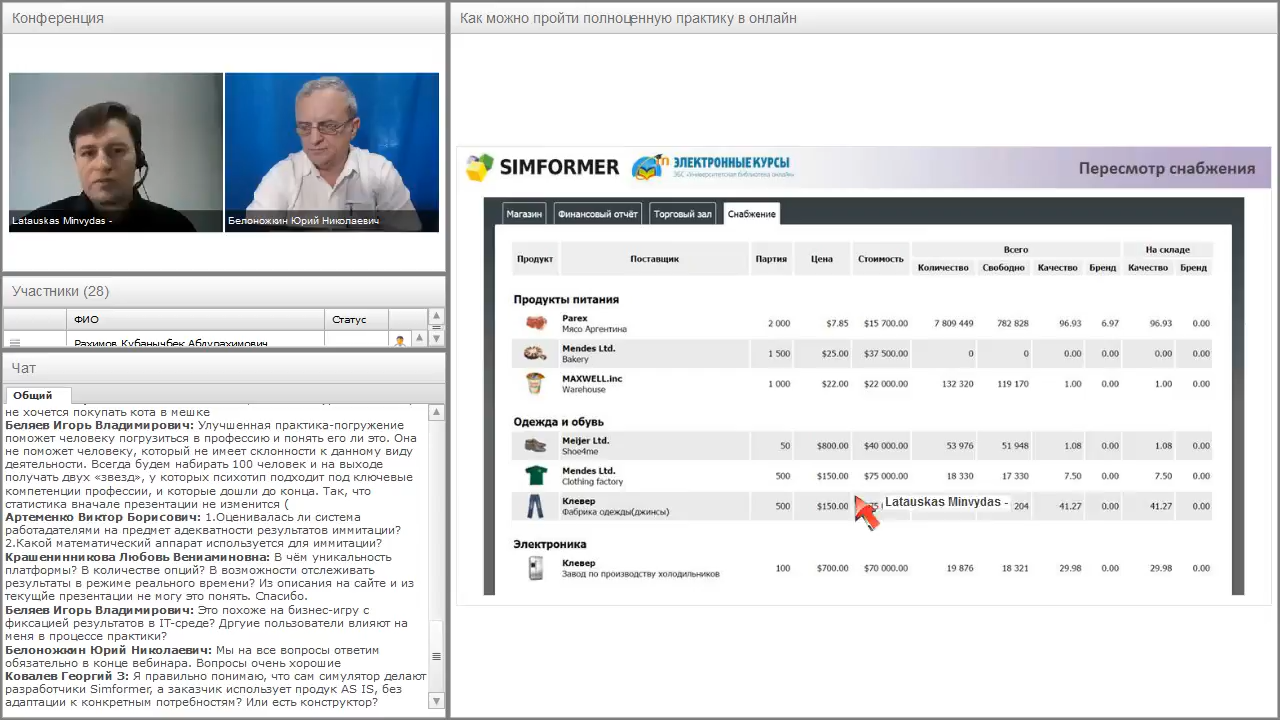 Конференция
Latauskas Minvydas -
Белоножкин Юрий Николаевич
Участники (28)
ФИО
Статус
Рахимов Кубанычбек Абдурахимович
Чат
Общий
не хочется покупать кота в мешке
Беляев Игорь Владимирович: Улучшенная практика-погружение
поможет человеку погрузиться в профессию и понять его ли это. Она
не поможет человеку, который не имеет склонности к данному виду
деятельности. Всегда будем набирать 100 человек и на выходе
получать двух «звезд», у которых психотип подходит под ключевые
компетенции профессии, и которые дошли до конца. Так, что
статистика вначале презентации не изменится (
Артеменко Виктор Борисович: 1.Оценивалась ли система
работадателями на предмет адекватности результатов иммитации?
2.Какой математический аппарат используется для иммитации?
Крашенинникова Любовь Вениаминовна: В чём уникальность
платформы? В количестве опций? В возможности отслеживать
результаты в режиме реального времени? Из описания на сайте и из
текущйе презентации не могу это понять. Спасибо.
Беляев Игорь Владимирович: Это похоже на бизнес-игру с
фиксацией результатов в IT-среде? Дргуие пользователи влияют на
меня в процессе практики?
Белоножкин Юрий Николаевич: Мы на все вопросы ответим
обязательно в конце вебинара. Вопросы очень хорошие
Ковалев Георгий З: Я правильно понимаю, что сам симулятор делают
разработчики Simformer, а заказчик использует продук AS IS, без
адаптации к конкретным потребностям? Или есть конструктор?
Как можно пройти полноценную практику в онлайн
SIMFORMER
ЭЛЕКТРОННЫЕ КУРСЫ
ЭБС «Университетская библиотека онлайн»
Пересмотр снабжения
Магазин Финансовый отчёт Торговый зал Снабжение
Продукт Поставщик Партия Цена Стоимость Всего На складе
Количество Свободно Качество Бренд Качество Бренд
Продукты питания
Parex
Мясо Аргентина 2 000 $7.85 $15 700.00 7 809 449 782 828 96.93 6.97 96.93 0.00
Mendes Ltd.
Bakery 1 500 $25.00 $37 500.00 0 0 0.00 0.00 0.00 0.00
MAXWELL.inc
Warehouse 1 000 $22.00 $22 000.00 132 320 119 170 1.00 0.00 1.00 0.00
Одежда и обувь
Meijer Ltd.
Shoe4me 50 $800.00 $40 000.00 53 976 51 948 1.08 0.00 1.08 0.00
Mendes Ltd.
Clothing factory 500 $150.00 $75 000.00 18 330 17 330 7.50 0.00 7.50 0.00
Клевер
Фабрика одежды(джинсы) 500 $150.00 204 41.27 0.00 41.27 0.00
Latauskas Minvydas -
Электроника
Клевер
Завод по производству холодильников 100 $700.00 $70 000.00 19 876 18 321 29.98 0.00 29.98 0.00